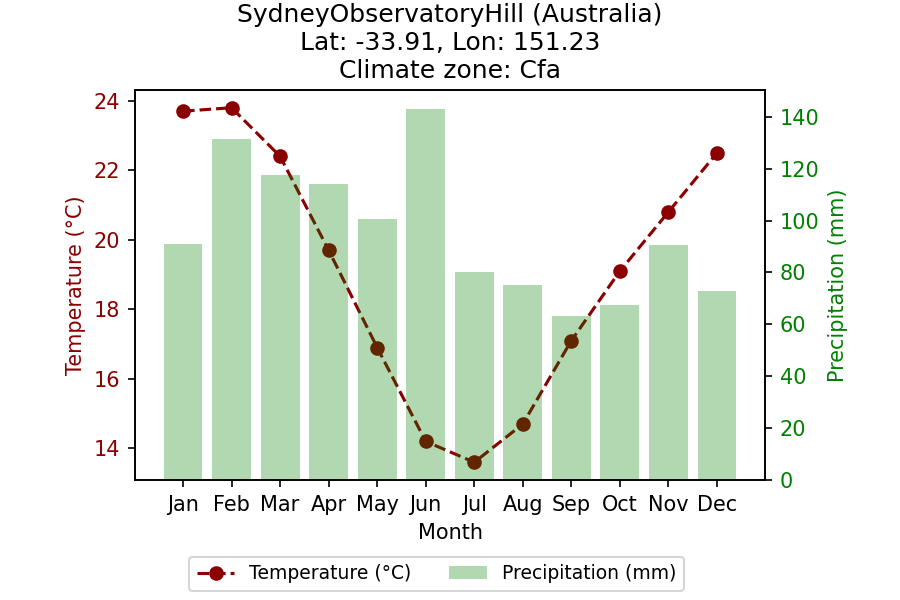 SydneyObservatoryHill (Australia)
Lat: -33.91, Lon: 151.23
Climate zone: Cfa
24
22
20
18
16
14
Temperature (°C)
140
120
100
80
60
40
20
0
Precipitation (mm)
Jan Feb Mar Apr May Jun Jul Aug Sep Oct Nov Dec
Month
Temperature (°C) Precipitation (mm)